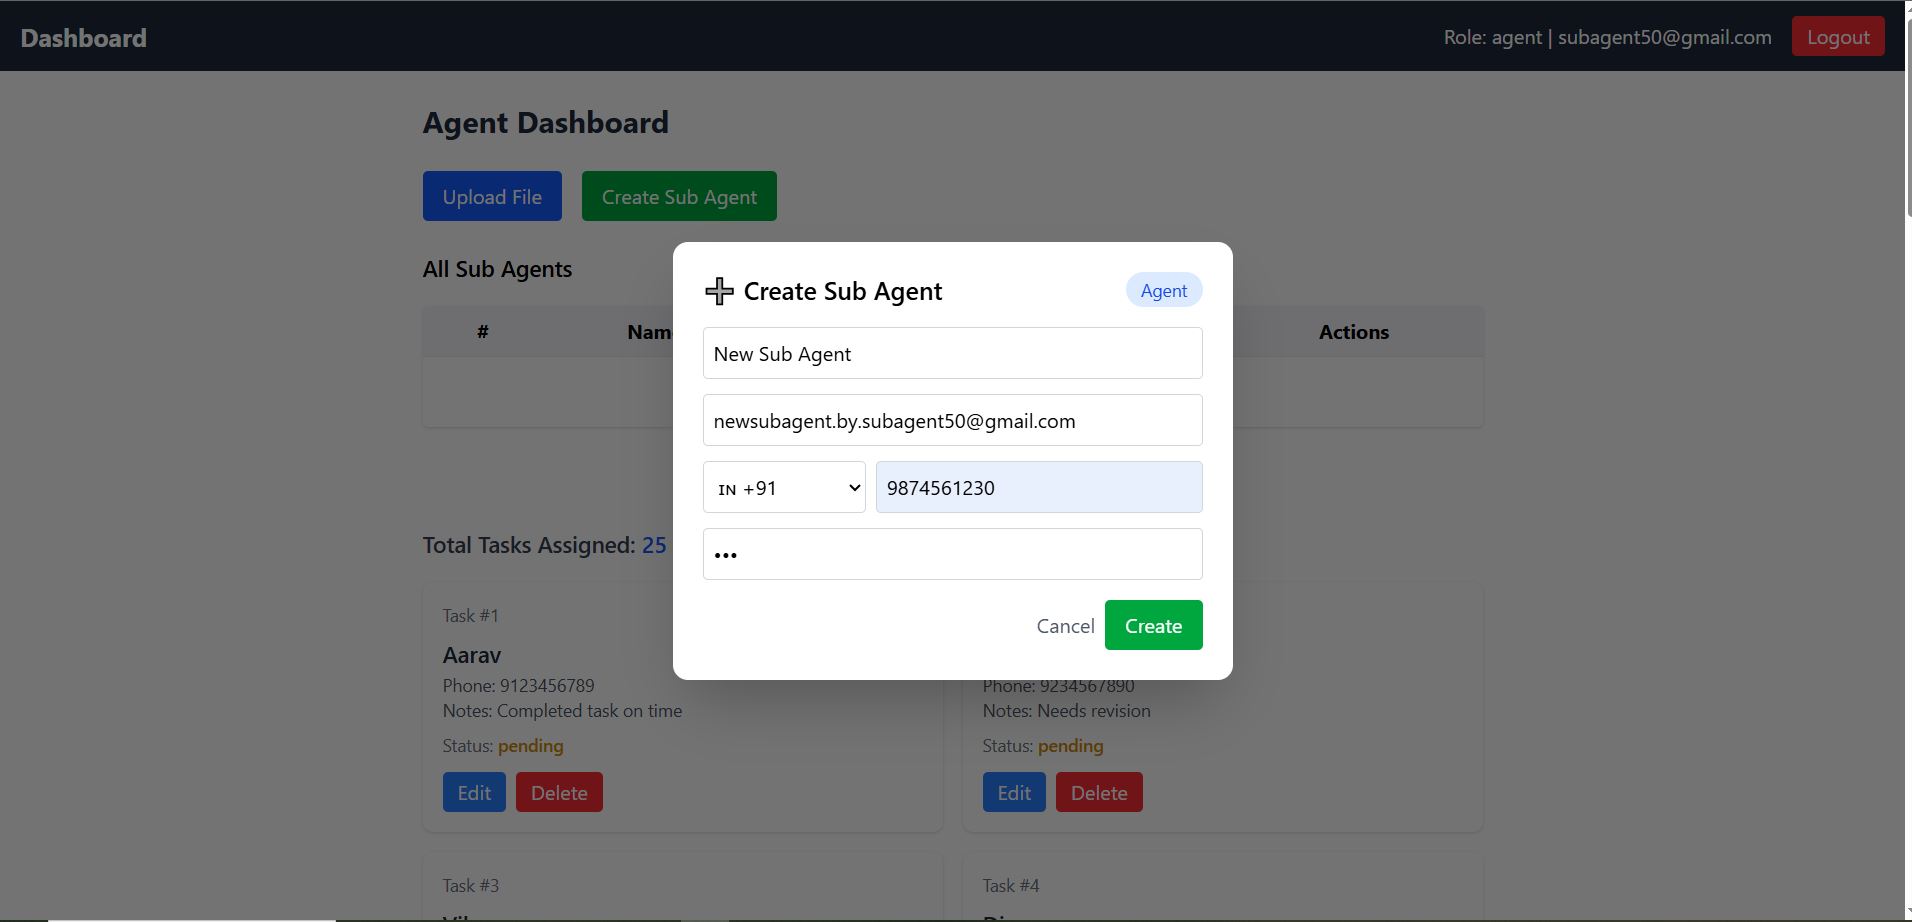 Dashboard
Role: agent | subagent50@gmail.com
Logout
Agent Dashboard
Upload File
Create Sub Agent
All Sub Agents
# Actions
Create Sub Agent
Agent
New Sub Agent
newsubagent.by.subagent50@gmail.com
IN +91
9874561230
•••
Cancel
Create
Total Tasks Assigned: 25
Task #1
Aarav
Phone: 9123456789
Notes: Completed task on time
Status: pending
Edit
Delete
Phone: 9234567890
Notes: Needs revision
Status: pending
Edit
Delete
Task #3
Task #4